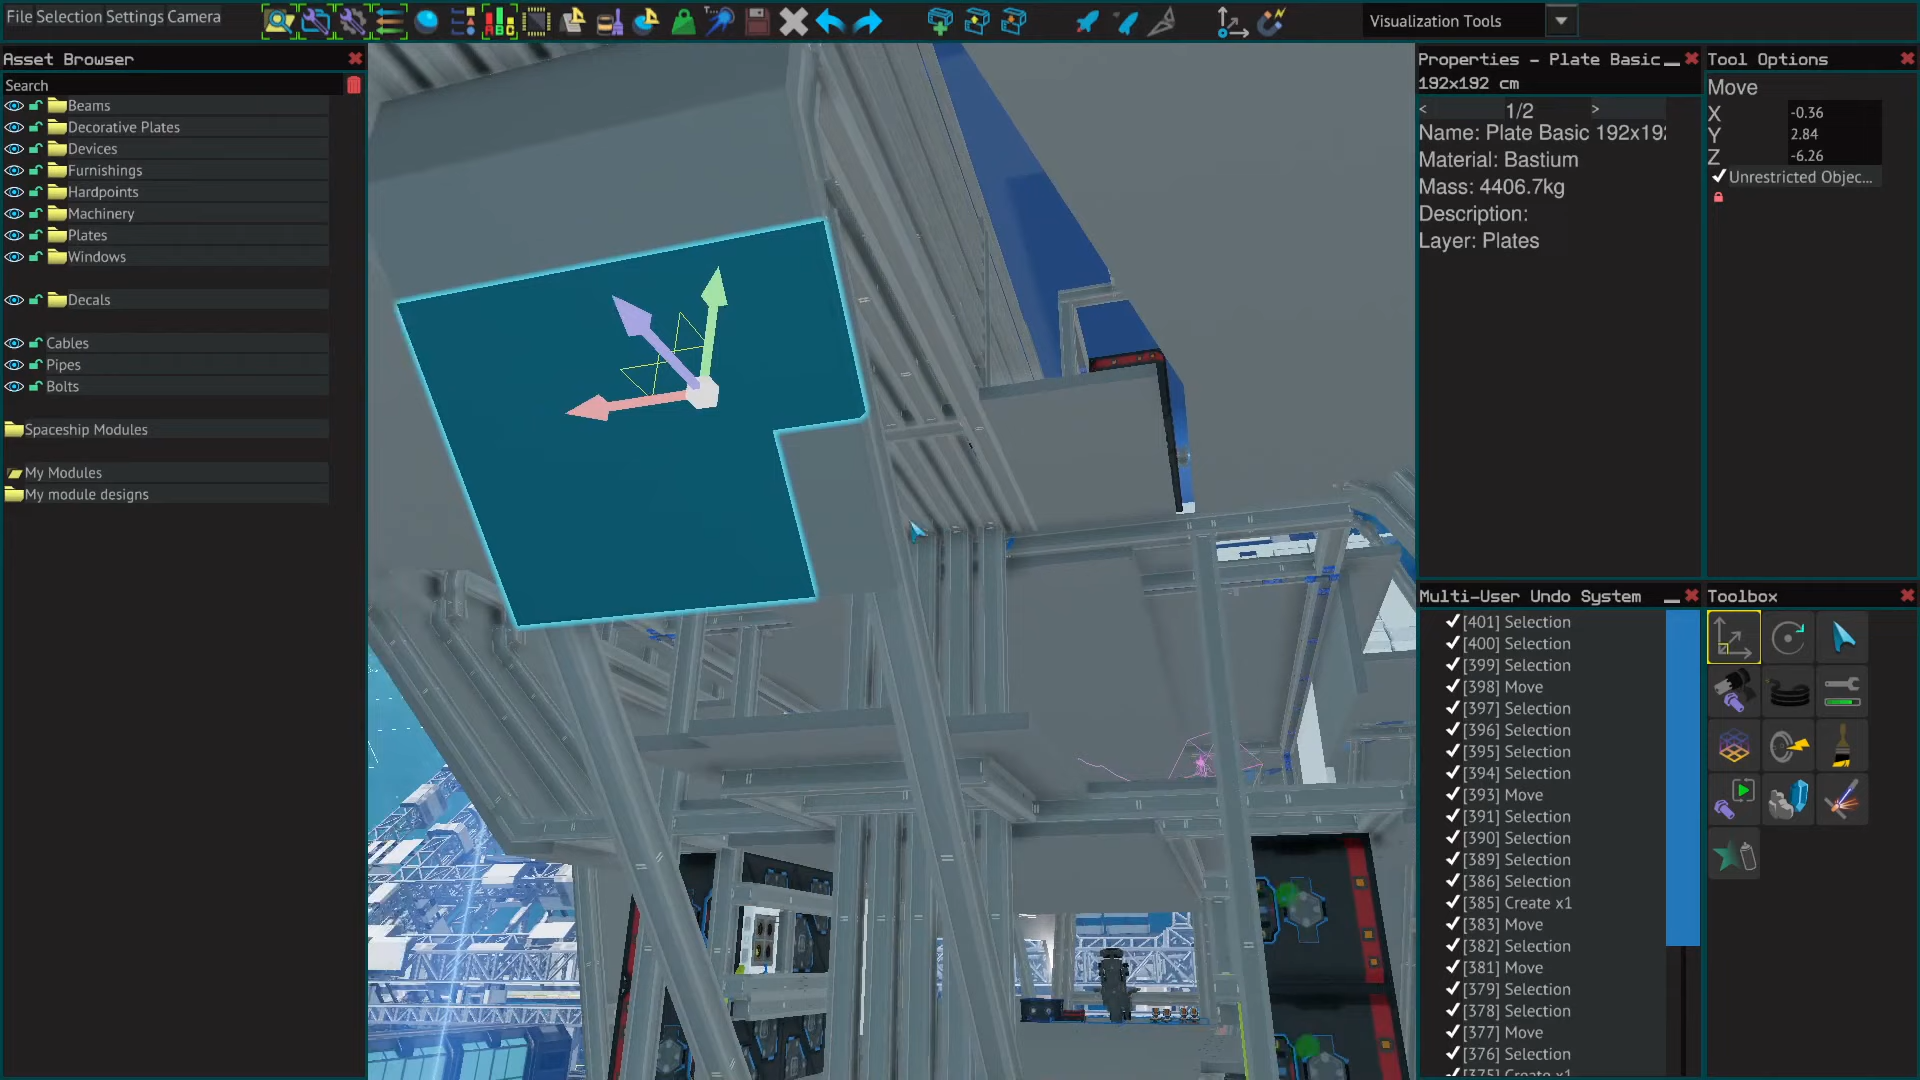 File Selection Settings Camera
Visualization Tools
Asset Browser
Search
Beams
Decorative Plates
Devices
Furnishings
Hardpoints
Machinery
Plates
Windows
Decals
Cables
Pipes
Bolts
Spaceship Modules
My Modules
My module designs
Properties - Plate Basic
192x192 cm
< 1/2 >
Name: Plate Basic 192x192
Material: Bastium
Mass: 4406.7kg
Description:
Layer: Plates
Tool Options
Move
X -0.36
Y 2.84
Z -6.26
Unrestricted Objec...
Multi-User Undo System
[401] Selection
[400] Selection
[399] Selection
[398] Move
[397] Selection
[396] Selection
[395] Selection
[394] Selection
[393] Move
[391] Selection
[390] Selection
[389] Selection
[386] Selection
[385] Create x1
[383] Move
[382] Selection
[381] Move
[379] Selection
[378] Selection
[377] Move
[376] Selection
[375] Create x1
Toolbox